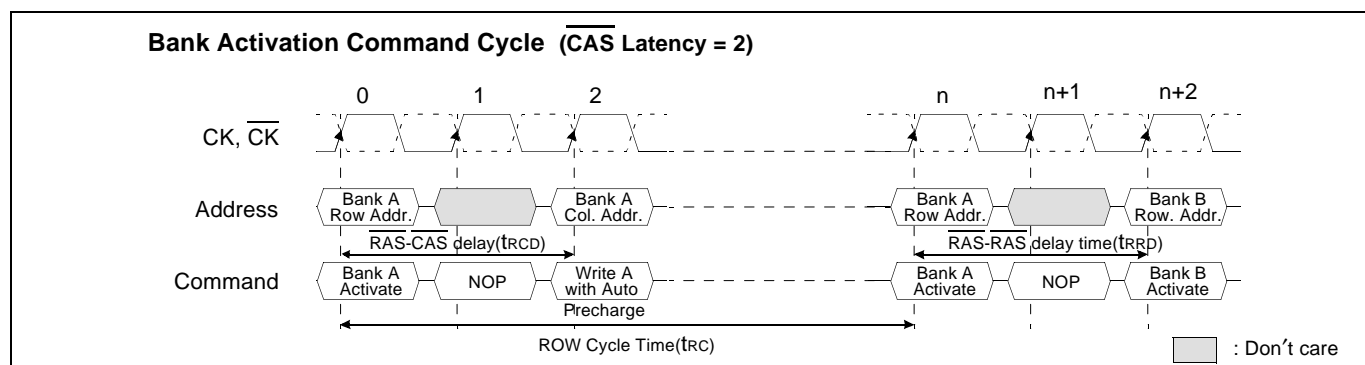 Bank Activation Command Cycle (CAS Latency = 2)
0 1 2 n n+1 n+2
CK, CK
Address
Bank A
Row Addr.
Bank A
Col. Addr.
Bank A
Row Addr.
Bank B
Row. Addr.
RAS-CAS delay(tRCD)
RAS-RAS delay time(tRRD)
Command
Bank A
Activate
NOP
Write A
with Auto
Precharge
Bank A
Activate
NOP
Bank B
Activate
ROW Cycle Time(tRC)
: Don′t care